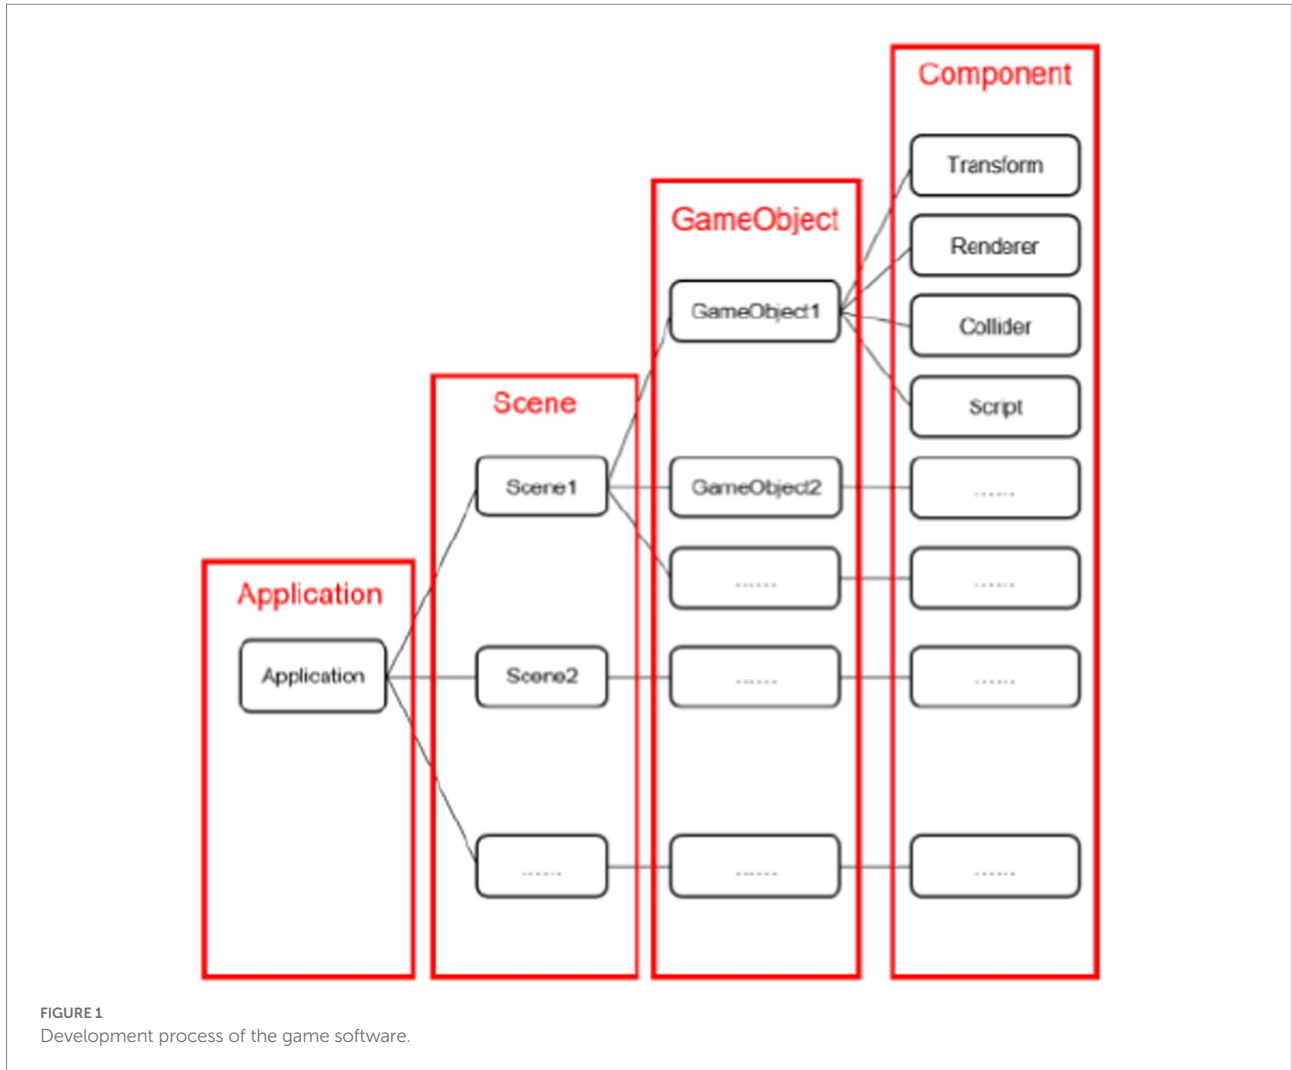 Component
Transform
Renderer
Collider
Script
......
......
......
......
GameObject
GameObject1
GameObject2
......
......
......
Scene
Scene1
Scene2
......
Application
Application
FIGURE 1
Development process of the game software.